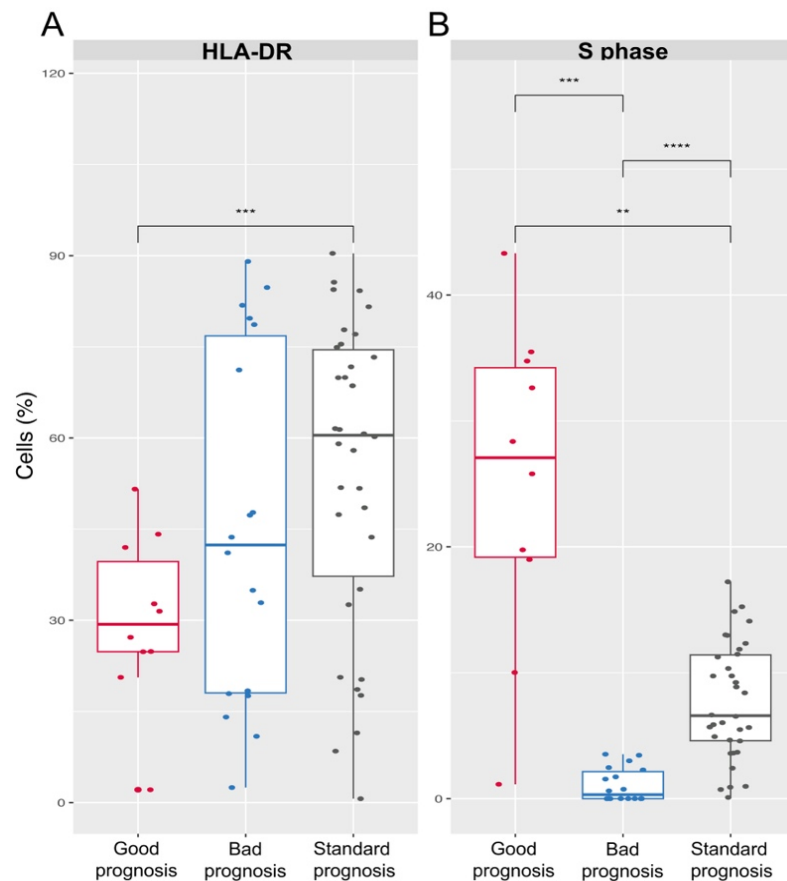 A
B
HLA-DR
S phase
120
90
60
30
0
Cells (%)
***
40
20
0
***
****
**
Good prognosis
Bad prognosis
Standard prognosis
Good prognosis
Bad prognosis
Standard prognosis